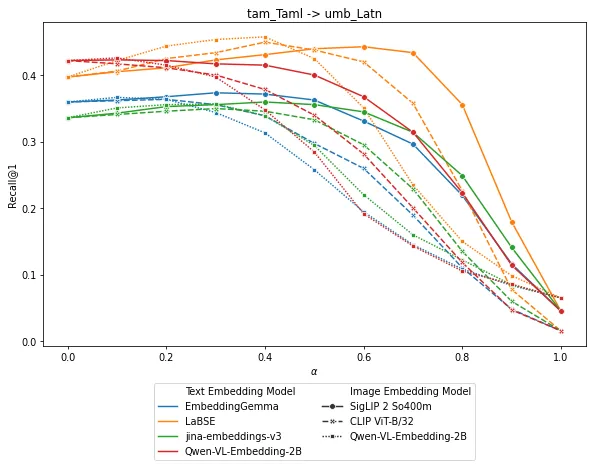 tam_Taml -> umb_Latn
Recall@1
0.4
0.3
0.2
0.1
0.0
0.0 0.2 0.4 0.6 0.8 1.0
α
Text Embedding Model
EmbeddingGemma
LaBSE
jina-embeddings-v3
Qwen-VL-Embedding-2B
Image Embedding Model
SigLIP 2 So400m
CLIP ViT-B/32
Qwen-VL-Embedding-2B